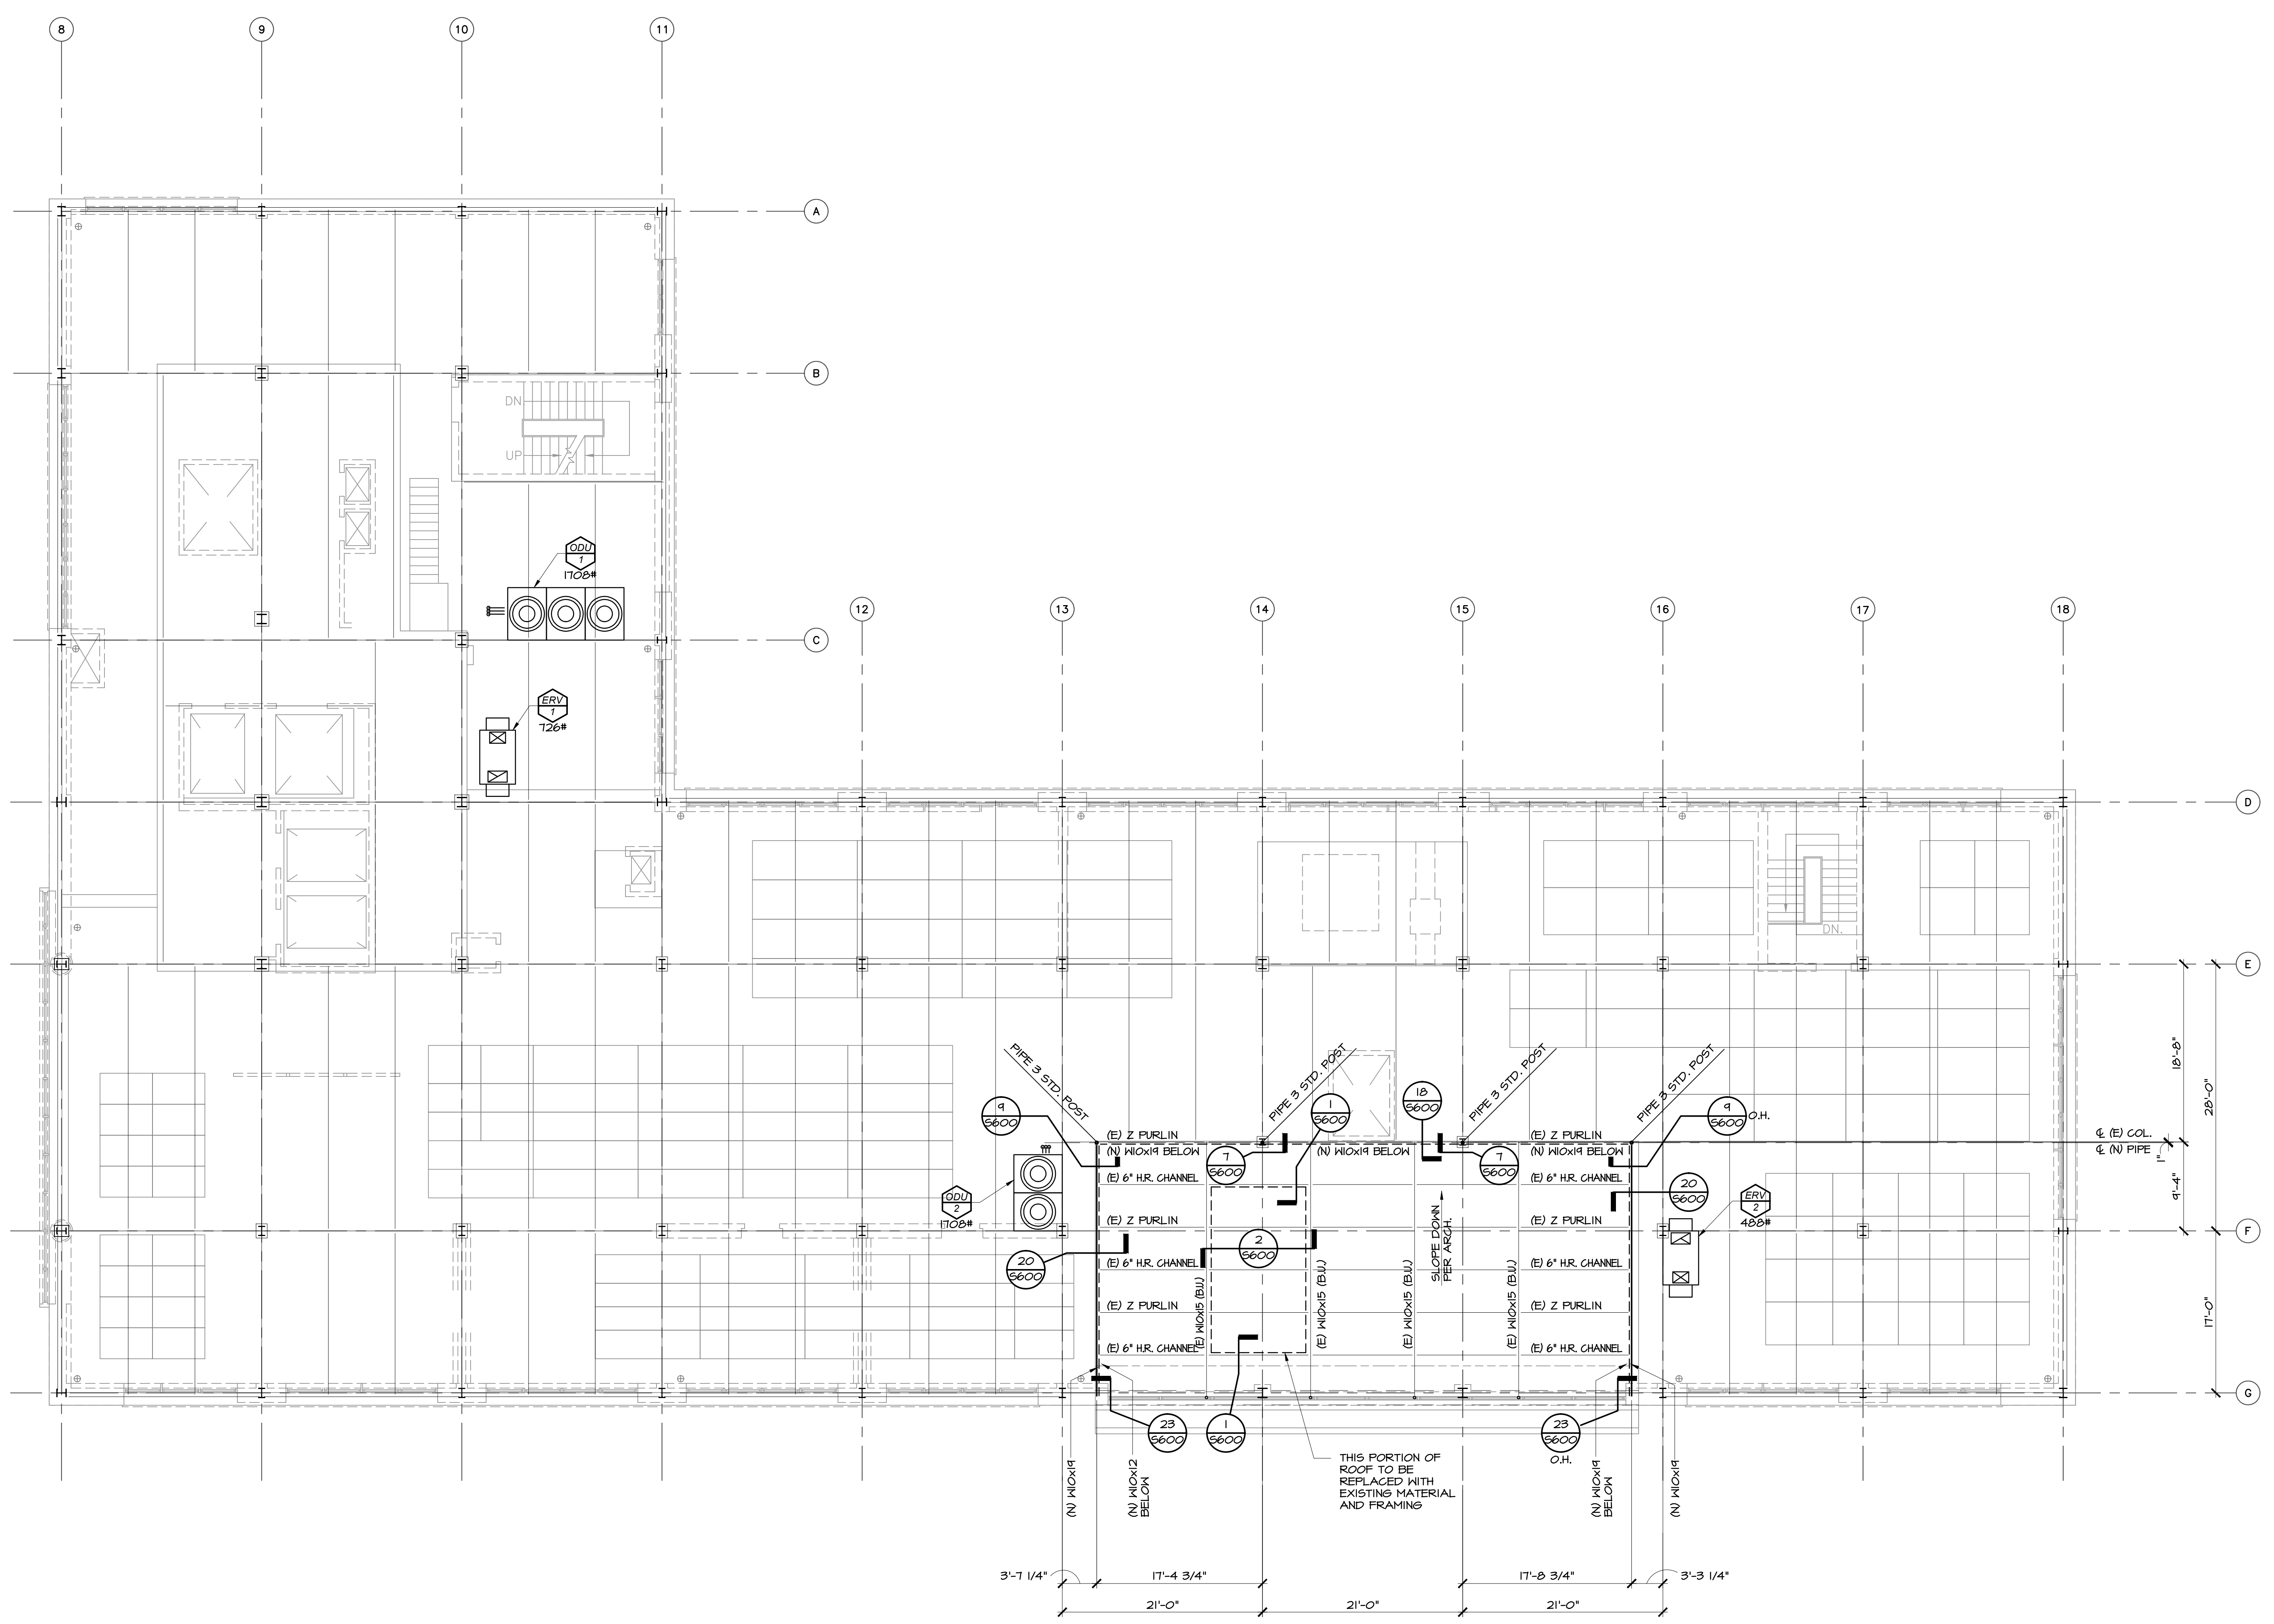 8
9
10
11
A
B
DN.
UP
ODU
1
1708#
12
13
14
15
16
17
18
C
ERV
1
726#
D
DN.
E
18'-8"
28'-0"
PIPE 3 STD. POST
PIPE 3 STD. POST
PIPE 3 STD. POST
PIPE 3 STD. POST
9
S600
1
S600
18
S600
9
S600
O.H.
(E) Z PURLIN
(E) Z PURLIN
℄ (E) COL.
(N) W10x19 BELOW
(N) W10x19 BELOW
(N) W10x19 BELOW
℄ (N) PIPE
1"
7
S600
7
S600
(E) 6" H.R. CHANNEL
(E) 6" H.R. CHANNEL
9'-4"
ODU
2
1708#
20
S600
ERV
2
488#
(E) Z PURLIN
(E) Z PURLIN
SLOPE DOWN
PER ARCH.
F
2
S600
20
S600
(E) 6" H.R. CHANNEL
(E) 6" H.R. CHANNEL
(E) W10x15 (B.U.)
(E) W10x15 (B.U.)
(E) W10x15 (B.U.)
(E) W10x15 (B.U.)
(E) Z PURLIN
(E) Z PURLIN
17'-0"
(E) 6" H.R. CHANNEL
(E) 6" H.R. CHANNEL
G
23
S600
1
S600
23
S600
O.H.
(N) W10x19
(N) W10x12
BELOW
THIS PORTION OF
ROOF TO BE
REPLACED WITH
EXISTING MATERIAL
AND FRAMING
(N) W10x19
BELOW
(N) W10x19
3'-7 1/4"
17'-4 3/4"
17'-8 3/4"
3'-3 1/4"
21'-0"
21'-0"
21'-0"